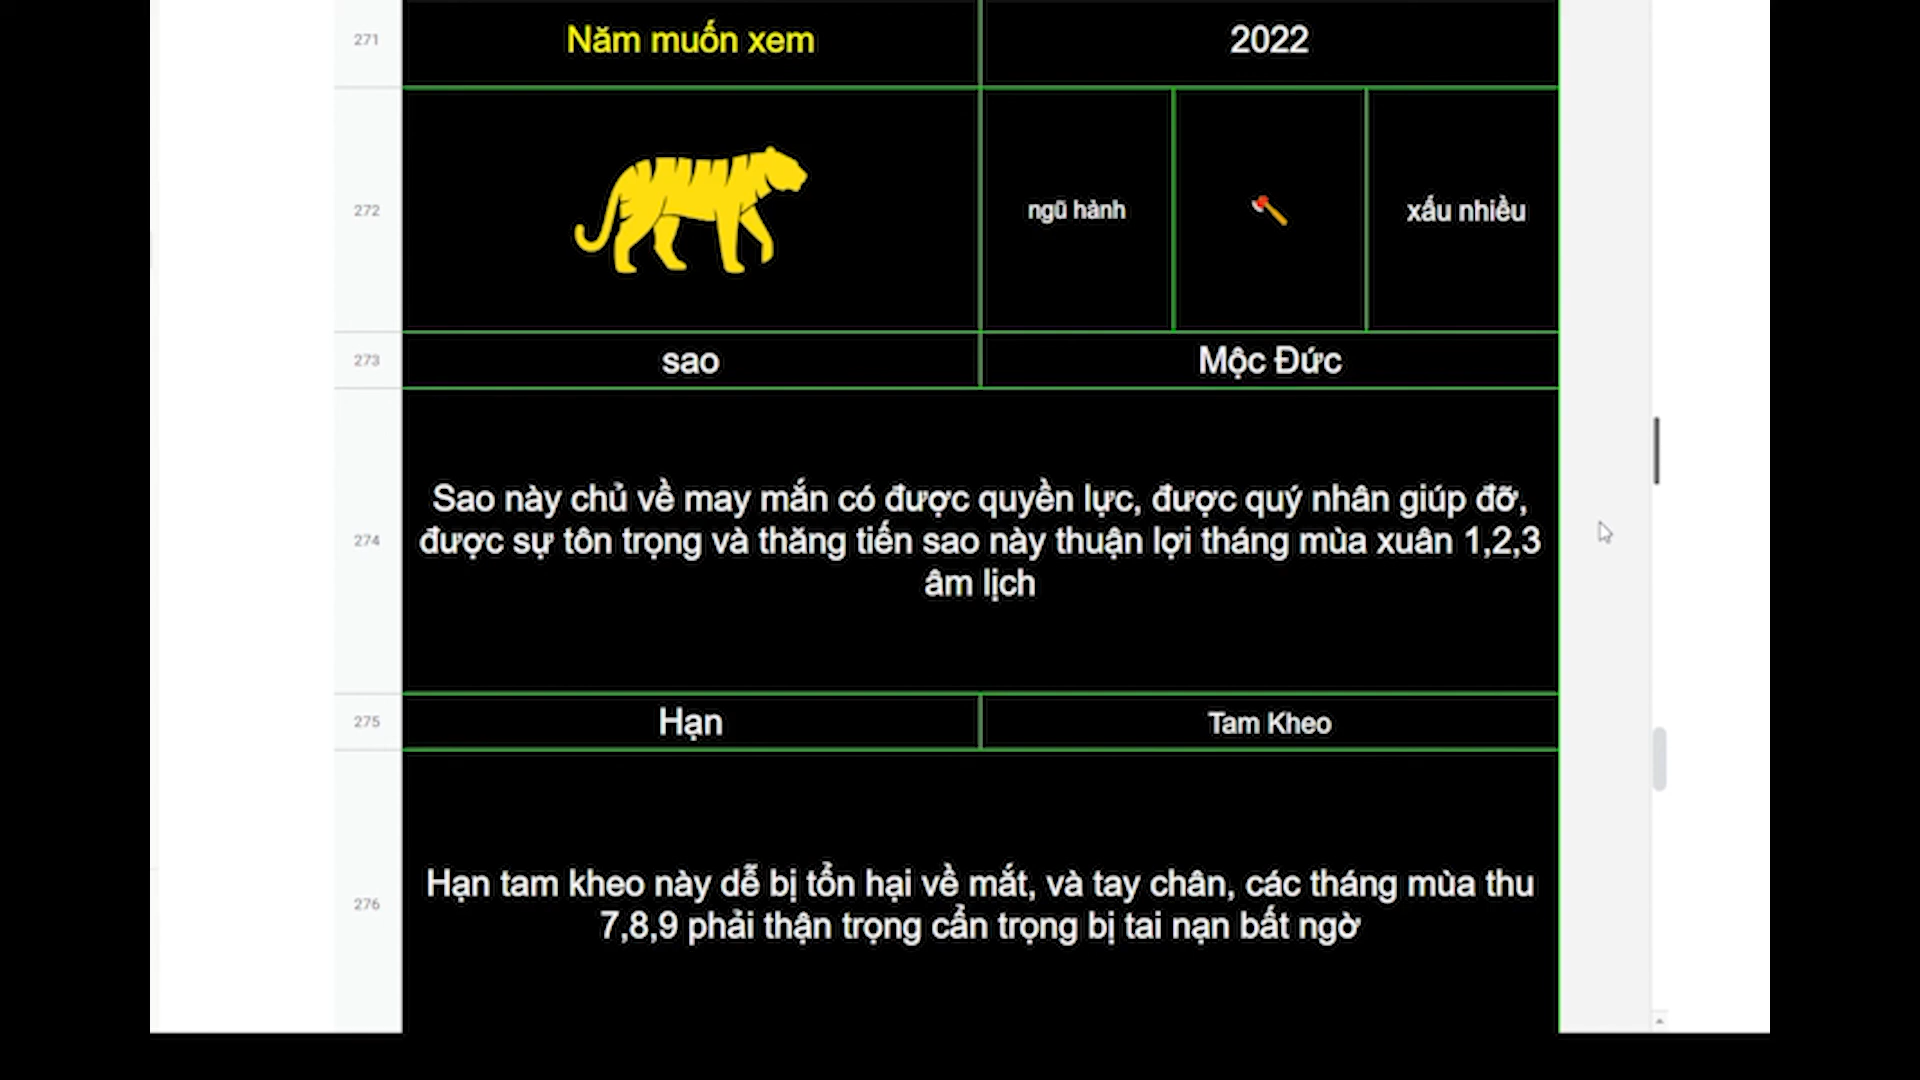 271
Năm muốn xem
2022
272
ngũ hành
xấu nhiều
273
sao
Mộc Đức
274
Sao này chủ về may mắn có được quyền lực, được quý nhân giúp đỡ,
được sự tôn trọng và thăng tiến sao này thuận lợi tháng mùa xuân 1,2,3
âm lịch
275
Hạn
Tam Kheo
276
Hạn tam kheo này dễ bị tổn hại về mắt, và tay chân, các tháng mùa thu
7,8,9 phải thận trọng cẩn trọng bị tai nạn bất ngờ